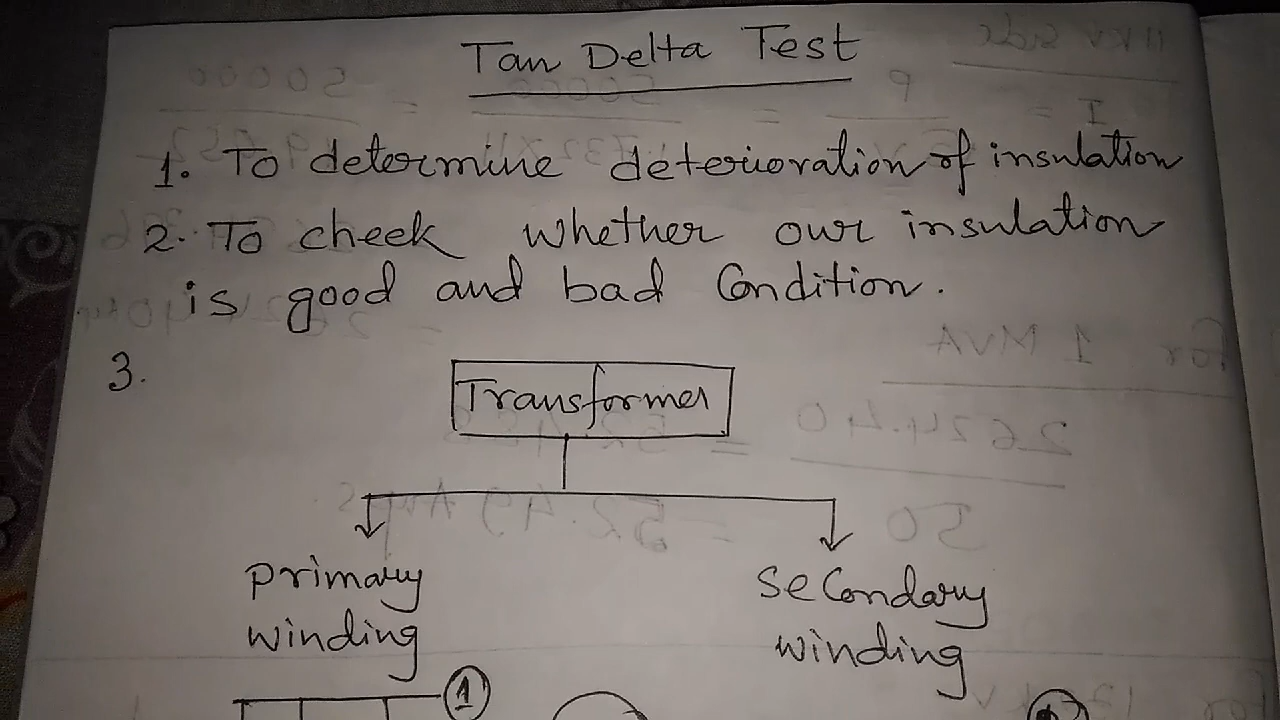 Tan Delta Test
1. To determine deterioration of insulation
2. To cheek whether our insulation
is good and bad Condition.
3.
Transformer
primary
winding
secondary
winding
1